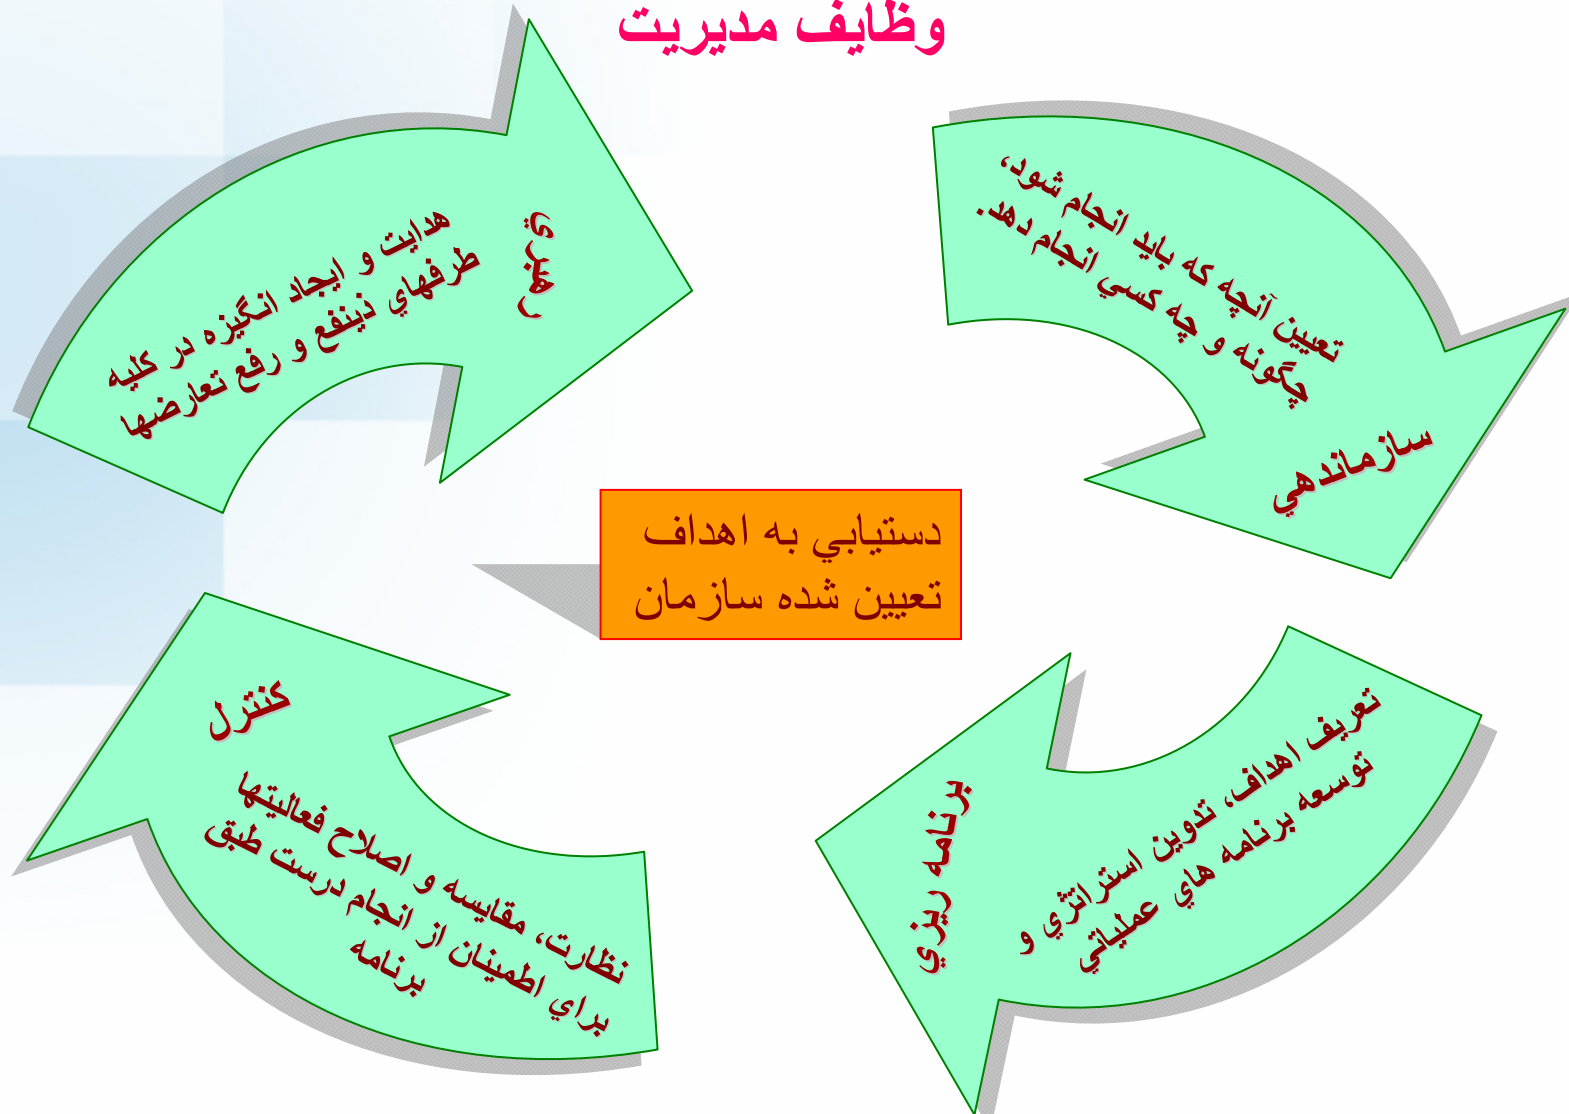 وظايف مديريت
هدايت و ايجاد انگيزه در كليه
طرفهاي ذينفع و رفع تعارضها
رهبري
تعيين آنچه كه بايد انجام شود،
چگونه و چه كسي انجام دهد.
سازماندهي
دستيابي به اهداف
تعيين شده سازمان
تعريف اهداف، تدوين استراتژي و
توسعه برنامه هاي عملياتي
برنامه ريزي
كنترل
نظارت، مقايسه و اصلاح فعاليتها
براي اطمينان از انجام درست طبق
برنامه